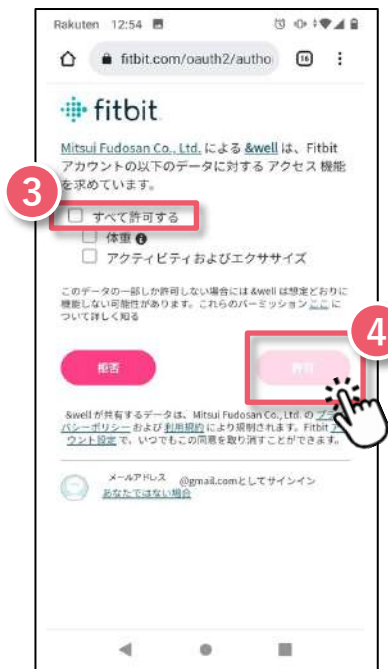 Rakuten 12:54
fitbit.com/oauth2/autho 16
fitbit
Mitsui Fudosan Co., Ltd. による &well は、Fitbit
アカウントの以下のデータに対する アクセス 機能
を求めています。
3
すべて許可する
体重
アクティビティおよびエクササイズ
このデータの一部しか許可しない場合には &well は想定どおりに
機能しない可能性があります。これらのパーミッション ここ に
ついて詳しく知る
4
拒否
許可
&well が共有するデータは、Mitsui Fudosan Co., Ltd. の プラ
バシーポリシー および 利用規約 により規制されます。Fitbit ア
ウント設定 で、いつでもこの同意を取り消すことができます。
メールアドレス @gmail.comとしてサインイン
あなたではない場合